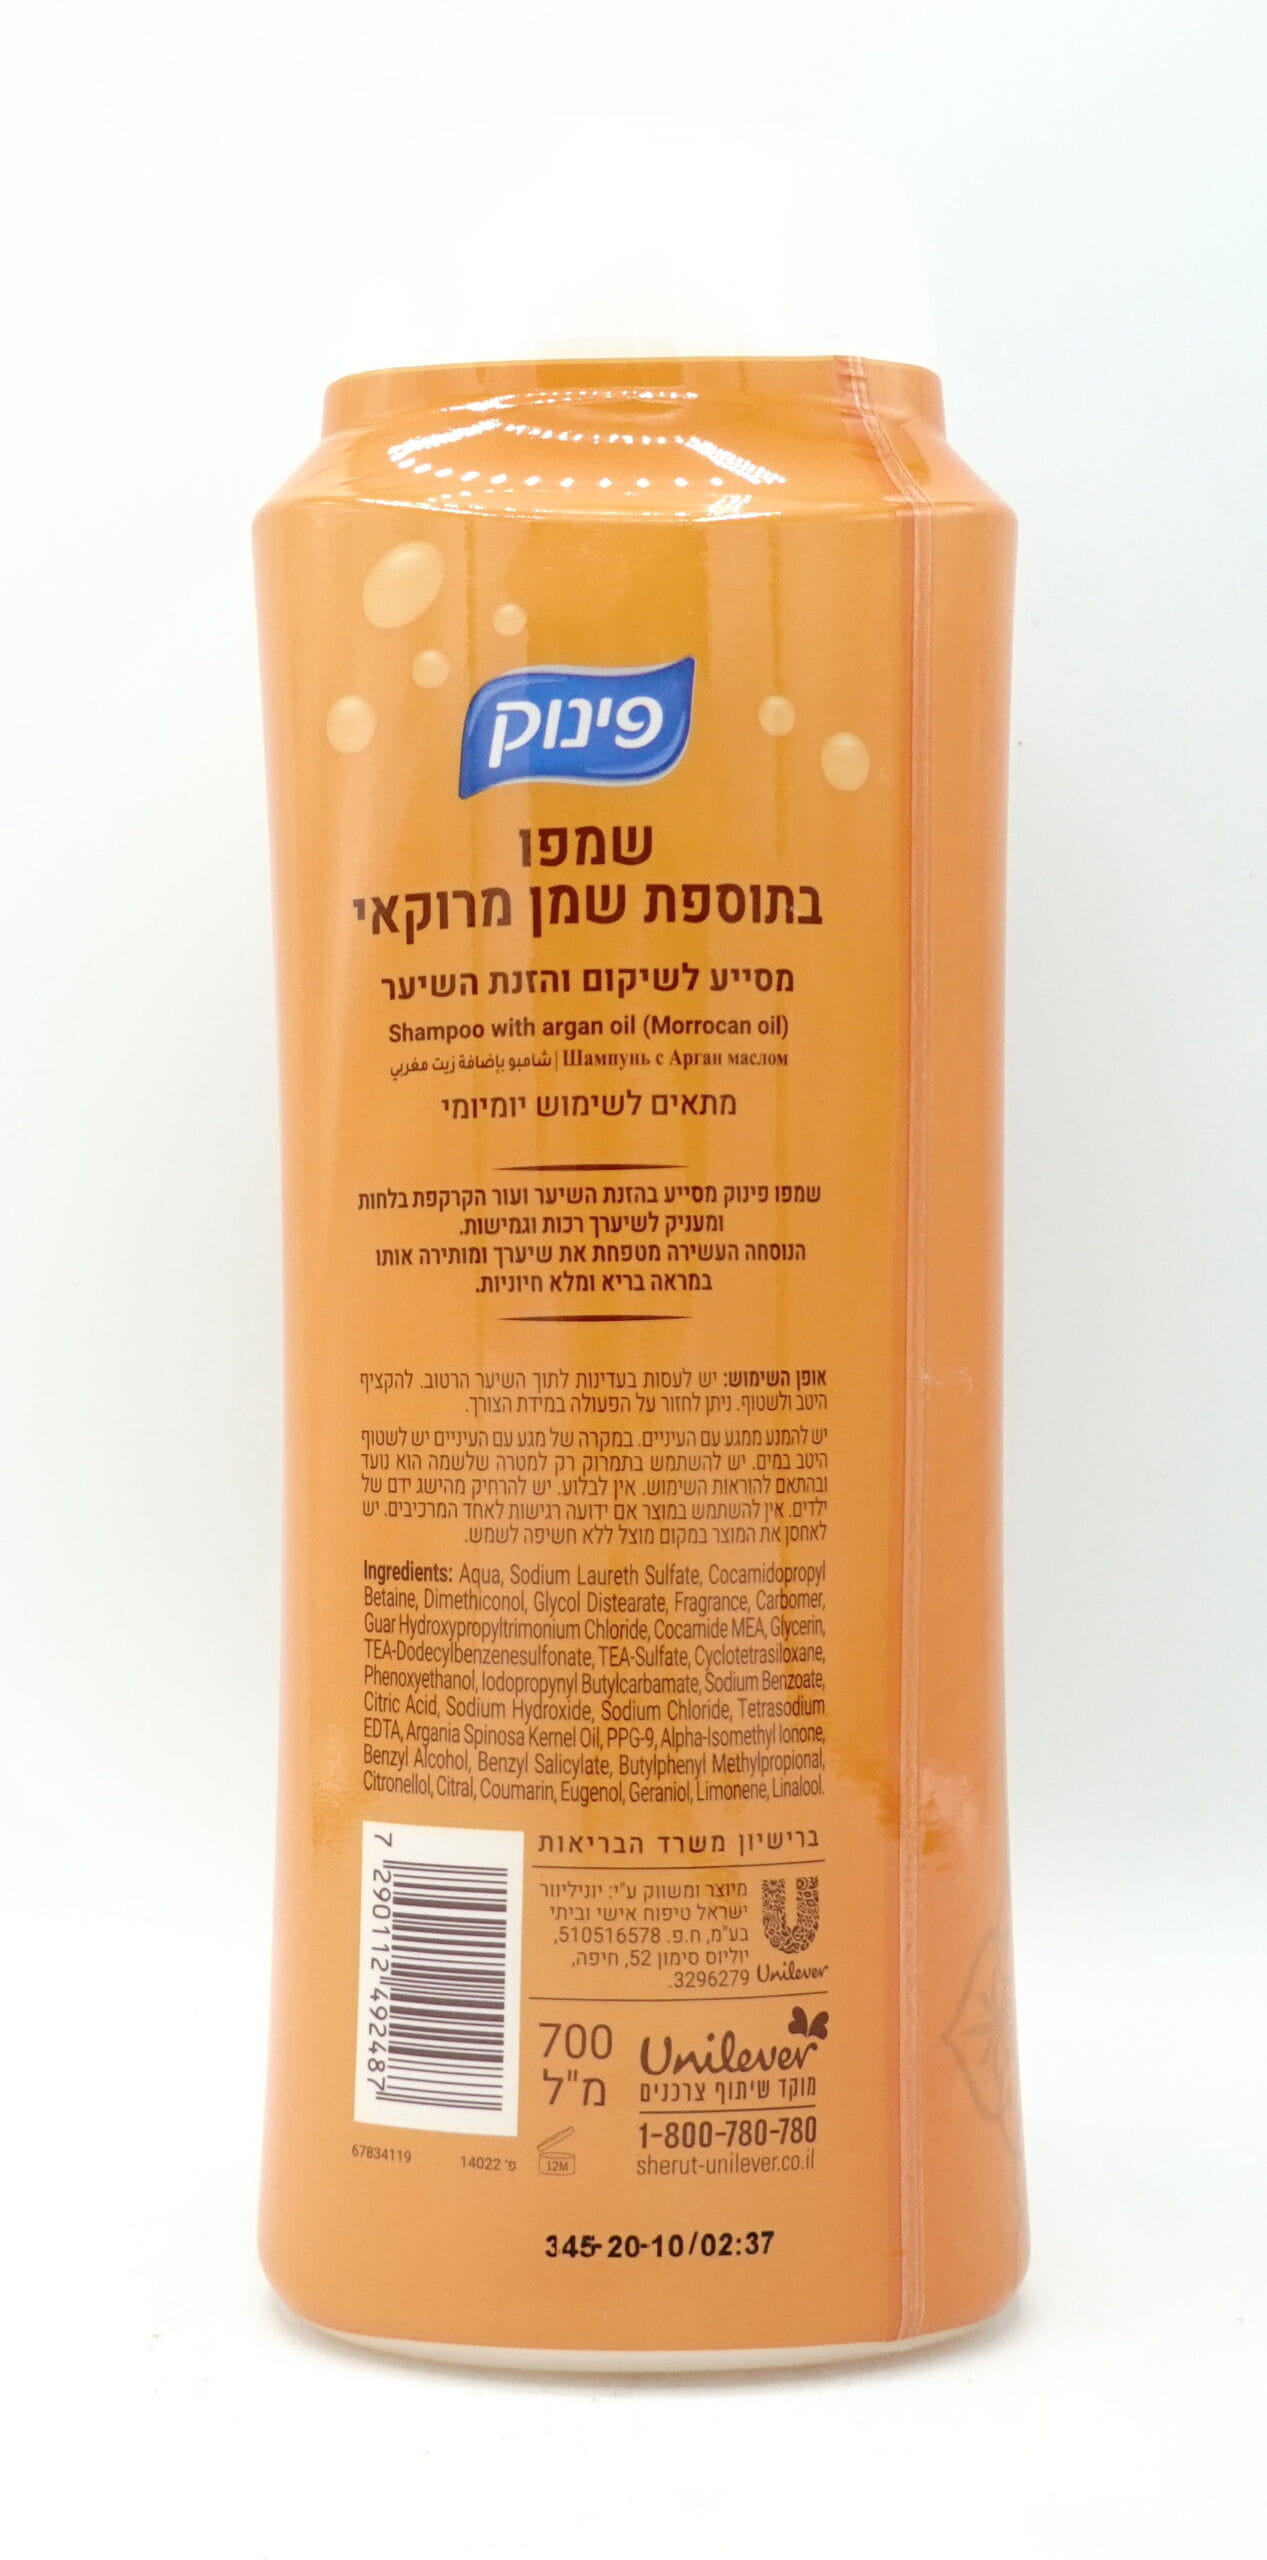 פינוק
שמפו
בתוספת שמן מרוקאי
מסייע לשיקום והזנת השיער
Shampoo with argan oil (Morrocan oil)
شامبو بإضافة زيت مغربي | Шампунь с Арган маслом
מתאים לשימוש יומיומי
שמפו פינוק מסייע בהזנת השיער ועור הקרקפת בלחות
ומעניק לשיערך רכות וגמישות.
הנוסחה העשירה מטפחת את שיערך ומותירה אותו
במראה בריא ומלא חיוניות.
אופן השימוש: יש לעסות בעדינות לתוך השיער הרטוב. להקציף
היטב ולשטוף. ניתן לחזור על הפעולה במידת הצורך.
יש להמנע ממגע עם העיניים. במקרה של מגע עם העיניים יש לשטוף
היטב במים. יש להשתמש בתמרוק רק למטרה שלשמה הוא נועד
ובהתאם להוראות השימוש. אין לבלוע. יש להרחיק מהישג ידם של
ילדים. אין להשתמש במוצר אם ידועה רגישות לאחד המרכיבים. יש
לאחסן את המוצר במקום מוצל ללא חשיפה לשמש.
Ingredients: Aqua, Sodium Laureth Sulfate, Cocamidopropyl
Betaine, Dimethiconol, Glycol Distearate, Fragrance, Carbomer,
Guar Hydroxypropyltrimonium Chloride, Cocamide MEA, Glycerin,
TEA-Dodecylbenzenesulfonate, TEA-Sulfate, Cyclotetrasiloxane,
Phenoxyethanol, Iodopropynyl Butylcarbamate, Sodium Benzoate,
Citric Acid, Sodium Hydroxide, Sodium Chloride, Tetrasodium
EDTA, Argania Spinosa Kernel Oil, PPG-9, Alpha-Isomethyl Ionone,
Benzyl Alcohol, Benzyl Salicylate, Butylphenyl Methylpropional,
Citronellol, Citral, Coumarin, Eugenol, Geraniol, Limonene, Linalool.
ברישיון משרד הבריאות
מיוצר ומשווק ע"י: יוניליוור
ישראל טיפוח אישי וביתי
בע"מ, ח.פ. 510516578,
יוליוס סימון 52, חיפה,
3296279.
Unilever
7 290112 492487
700
מ"ל
Unilever
מוקד שיתוף צרכנים
1-800-780-780
sherut-unilever.co.il
67834119
פ' 14022
12M
345-20-10/02:37